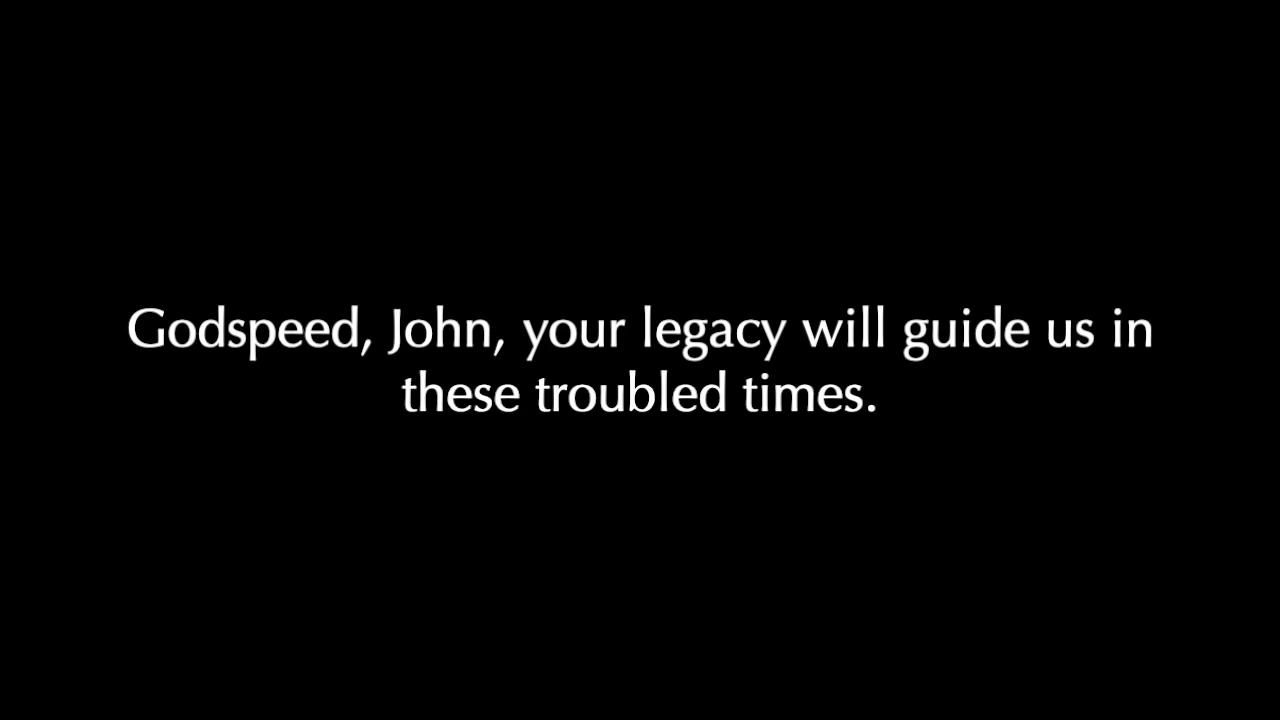 Godspeed, John, your legacy will guide us in
these troubled times.